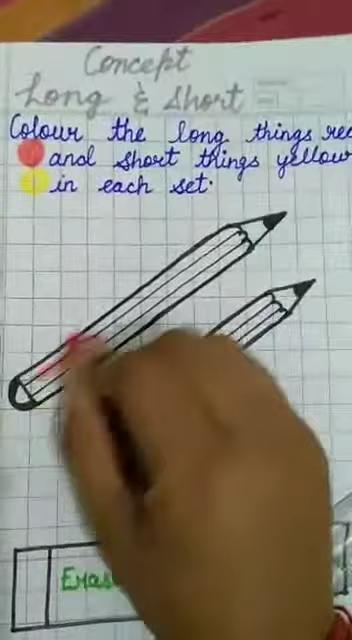 Concept
Long & Short
Colour the long things red
and short things yellow
in each set.